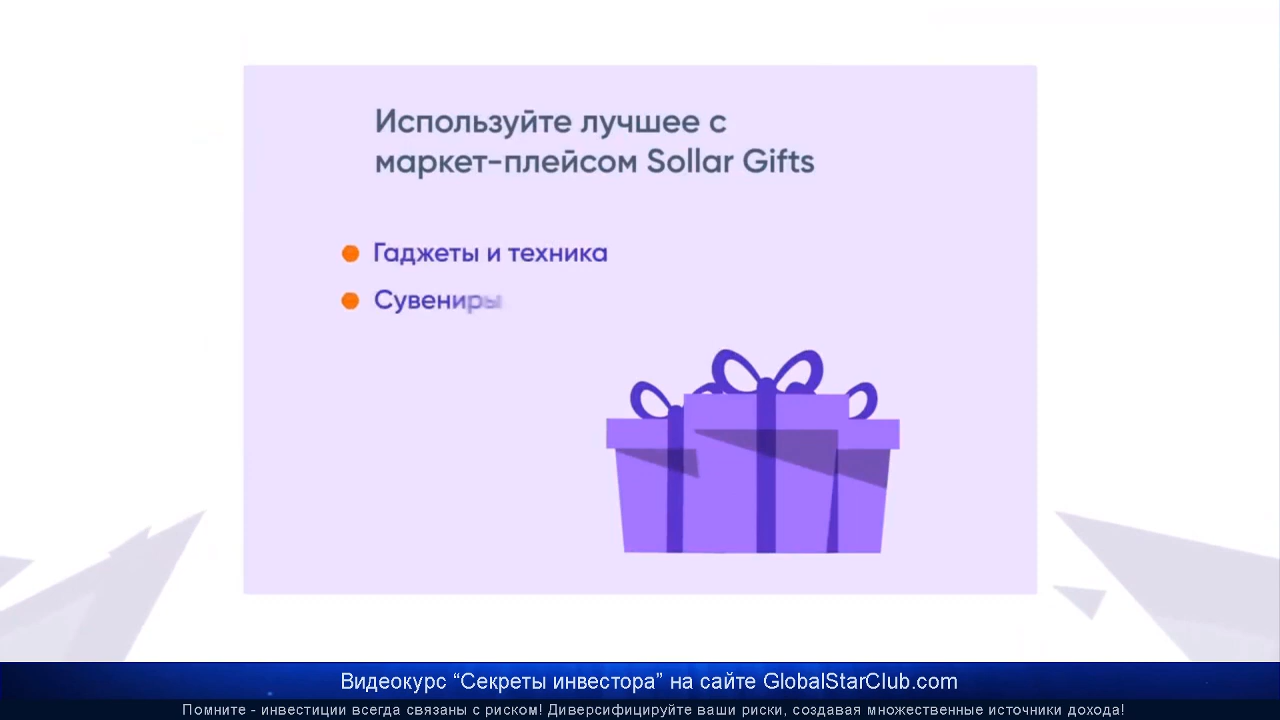 Используйте лучшее с
маркет-плейсом Sollar Gifts
Гаджеты и техника
Сувениры
Видеокурс “Секреты инвестора” на сайте GlobalStarClub.com
Помните - инвестиции всегда связаны с риском! Диверсифицируйте ваши риски, создавая множественные источники дохода!